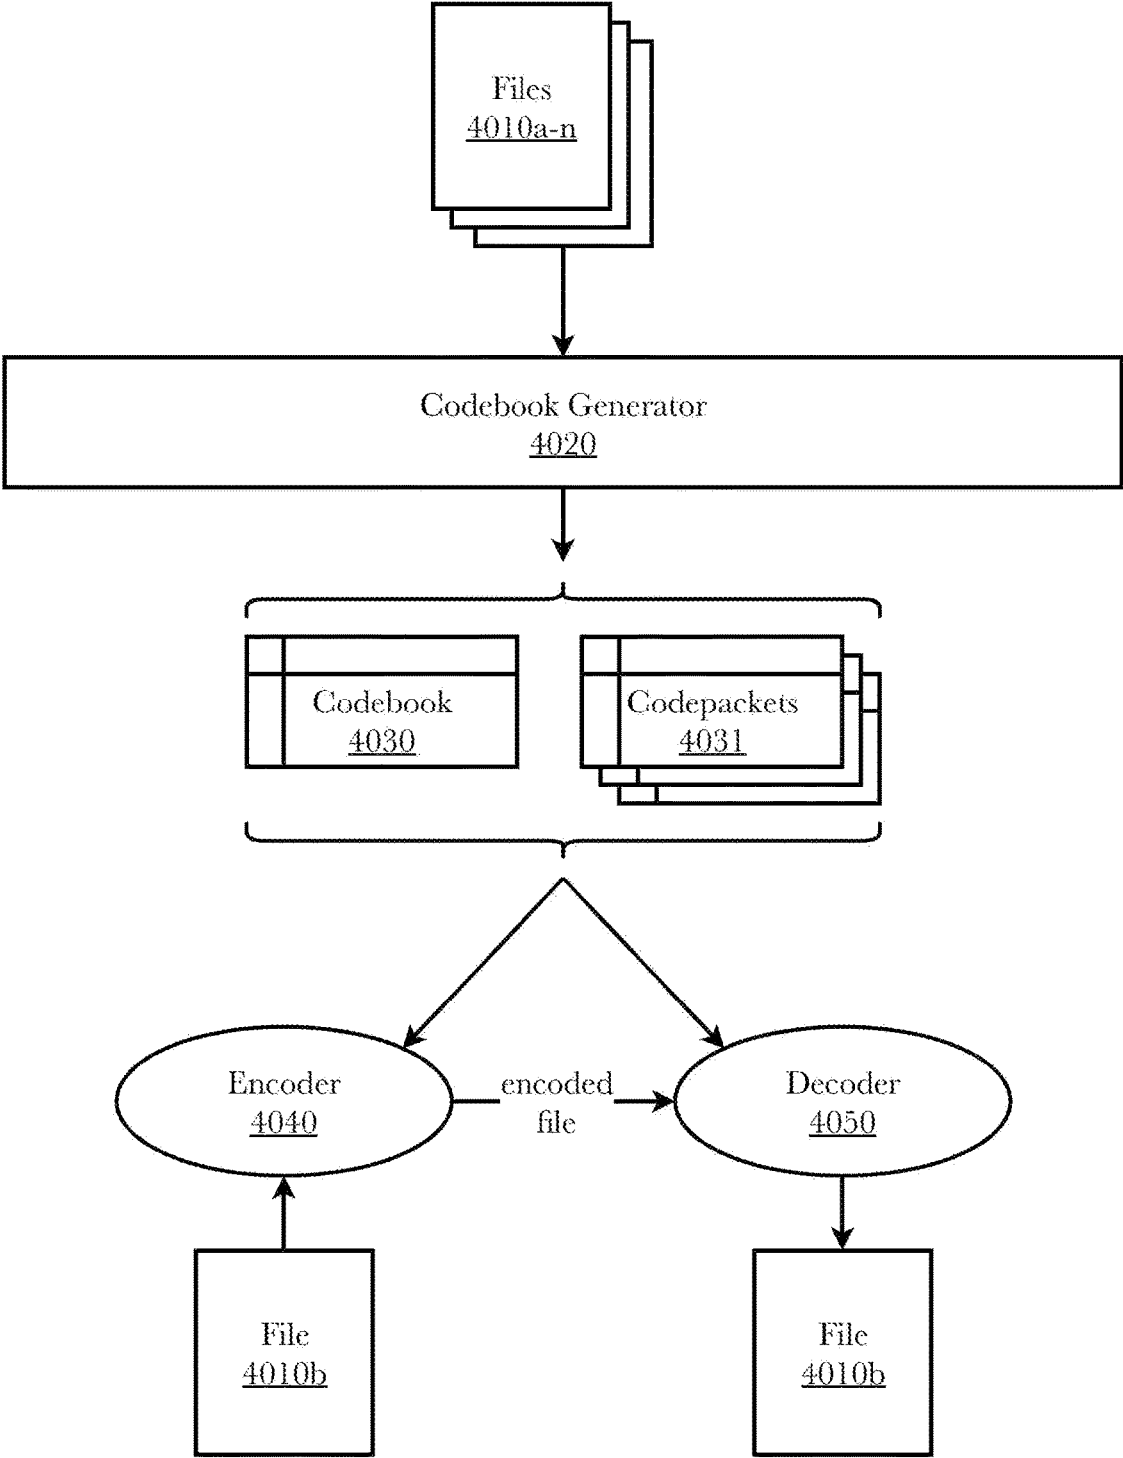 Files
4010a-n
Codebook Generator
4020
Codebook
4030
Codepackets
4031
Encoder
4040
encoded
file
Decoder
4050
File
4010b
File
4010b